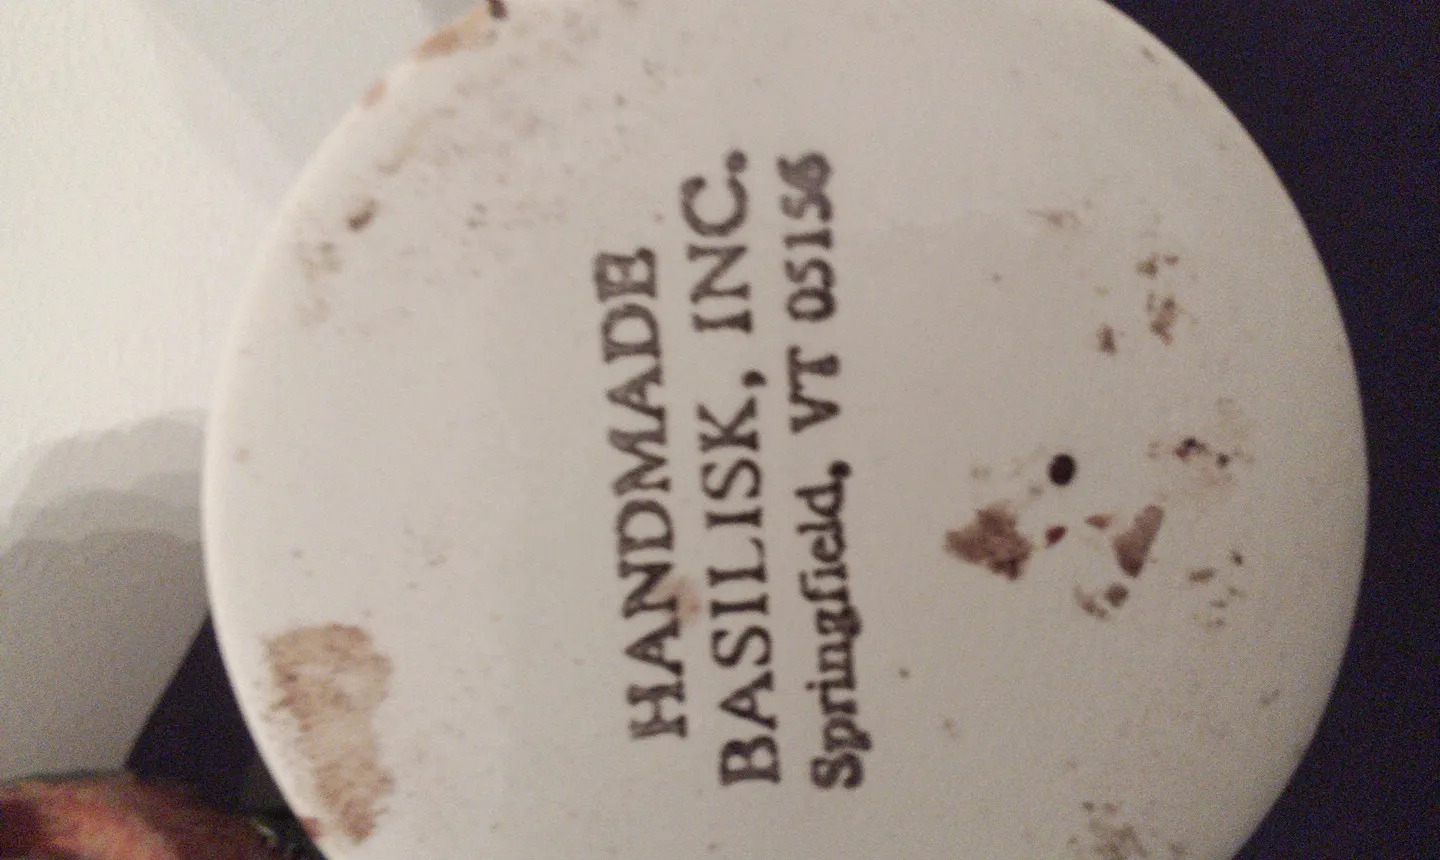 HANDMADE
BASILISK, INC.
Springfield, VT 05156